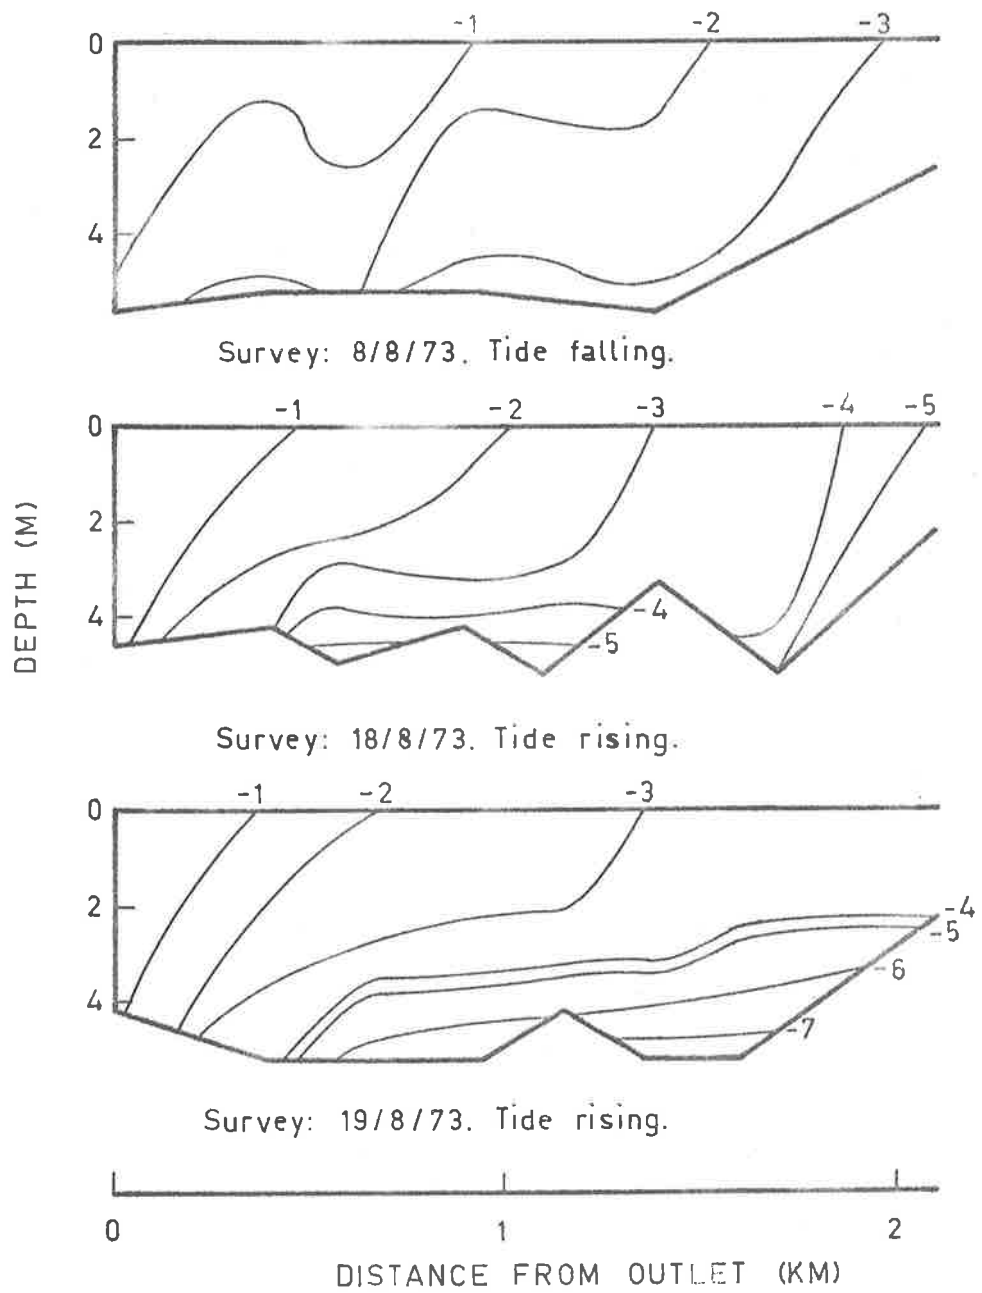 -1 -2 -3
0
2
4
Survey: 8/8/73. Tide falling.
-1 -2 -3 -4 -5
0
2
4
-4
-5
DEPTH (M)
Survey: 18/8/73. Tide rising.
-1 -2 -3
0
2
4
-4
-5
-6
-7
Survey: 19/8/73. Tide rising.
0 1 2
DISTANCE FROM OUTLET (KM)